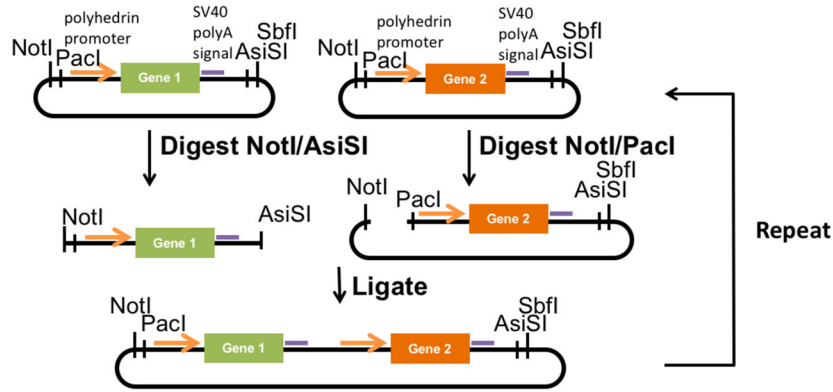 polyhedrin
promoter
SV40
polyA
signal
NotI
PacI
Gene 1
AsiSI
SbfI
polyhedrin
promoter
SV40
polyA
signal
NotI
PacI
Gene 2
AsiSI
SbfI
Digest NotI/AsiSI
Digest NotI/PacI
NotI
Gene 1
AsiSI
NotI
PacI
Gene 2
AsiSI
SbfI
Repeat
Ligate
NotI
PacI
Gene 1
Gene 2
AsiSI
SbfI